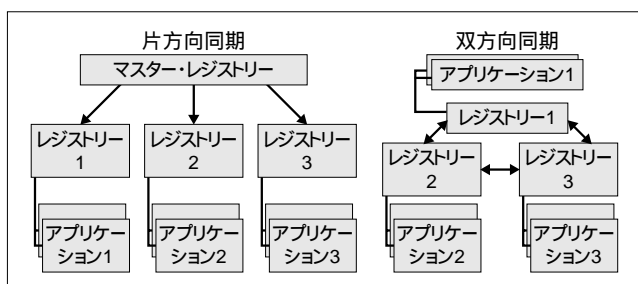 片方向同期
マスター・レジストリー
レジストリー
1
レジストリー
2
レジストリー
3
アプリケー
ション1
アプリケー
ション2
アプリケー
ション3
双方向同期
アプリケーション1
レジストリー1
レジストリー
2
レジストリー
3
アプリケー
ション2
アプリケー
ション3